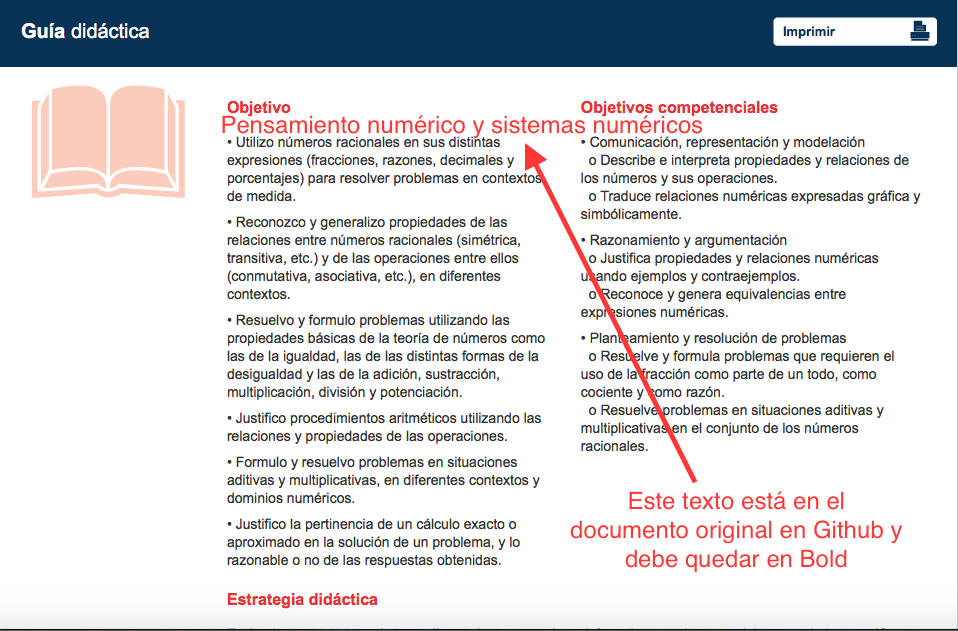 Guía didáctica
Imprimir
Objetivo
Pensamiento numérico y sistemas numéricos
• Utilizo números racionales en sus distintas
expresiones (fracciones, razones, decimales y
porcentajes) para resolver problemas en contextos
de medida.
• Reconozco y generalizo propiedades de las
relaciones entre números racionales (simétrica,
transitiva, etc.) y de las operaciones entre ellos
(conmutativa, asociativa, etc.), en diferentes
contextos.
• Resuelvo y formulo problemas utilizando las
propiedades básicas de la teoría de números como
las de la igualdad, las de las distintas formas de la
desigualdad y las de la adición, sustracción,
multiplicación, división y potenciación.
• Justifico procedimientos aritméticos utilizando las
relaciones y propiedades de las operaciones.
• Formulo y resuelvo problemas en situaciones
aditivas y multiplicativas, en diferentes contextos y
dominios numéricos.
• Justifico la pertinencia de un cálculo exacto o
aproximado en la solución de un problema, y lo
razonable o no de las respuestas obtenidas.
Estrategia didáctica
Objetivos competenciales
• Comunicación, representación y modelación
o Describe e interpreta propiedades y relaciones de
los números y sus operaciones.
o Traduce relaciones numéricas expresadas gráfica y
simbólicamente.
• Razonamiento y argumentación
o Justifica propiedades y relaciones numéricas
usando ejemplos y contraejemplos.
o Reconoce y genera equivalencias entre
expresiones numéricas.
• Planteamiento y resolución de problemas
o Resuelve y formula problemas que requieren el
uso de la fracción como parte de un todo, como
cociente y como razón.
o Resuelve problemas en situaciones aditivas y
multiplicativas en el conjunto de los números
racionales.
Este texto está en el
documento original en Github y
debe quedar en Bold